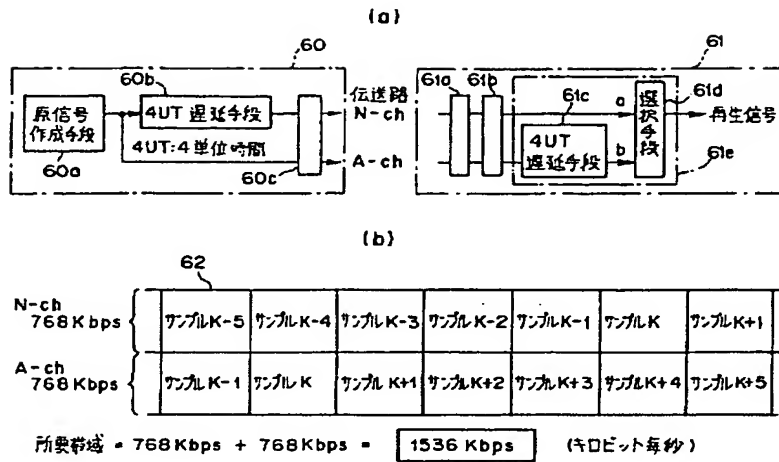 (a)
60
61
60b
61a
61b
61c
61d
原信号
作成手段
4UT 遅延手段
伝送路
N-ch
a
選択手段
再生信号
4UT:4単位時間
4UT
遅延手段
b
60a
60c
A-ch
61e
(b)
62
N-ch
768Kbps
サンプルK-5
サンプルK-4
サンプルK-3
サンプルK-2
サンプルK-1
サンプルK
サンプルK+1
A-ch
768Kbps
サンプルK-1
サンプルK
サンプルK+1
サンプルK+2
サンプルK+3
サンプルK+4
サンプルK+5
所要帯域 = 768Kbps + 768Kbps = 1536 Kbps (キロビット毎秒)